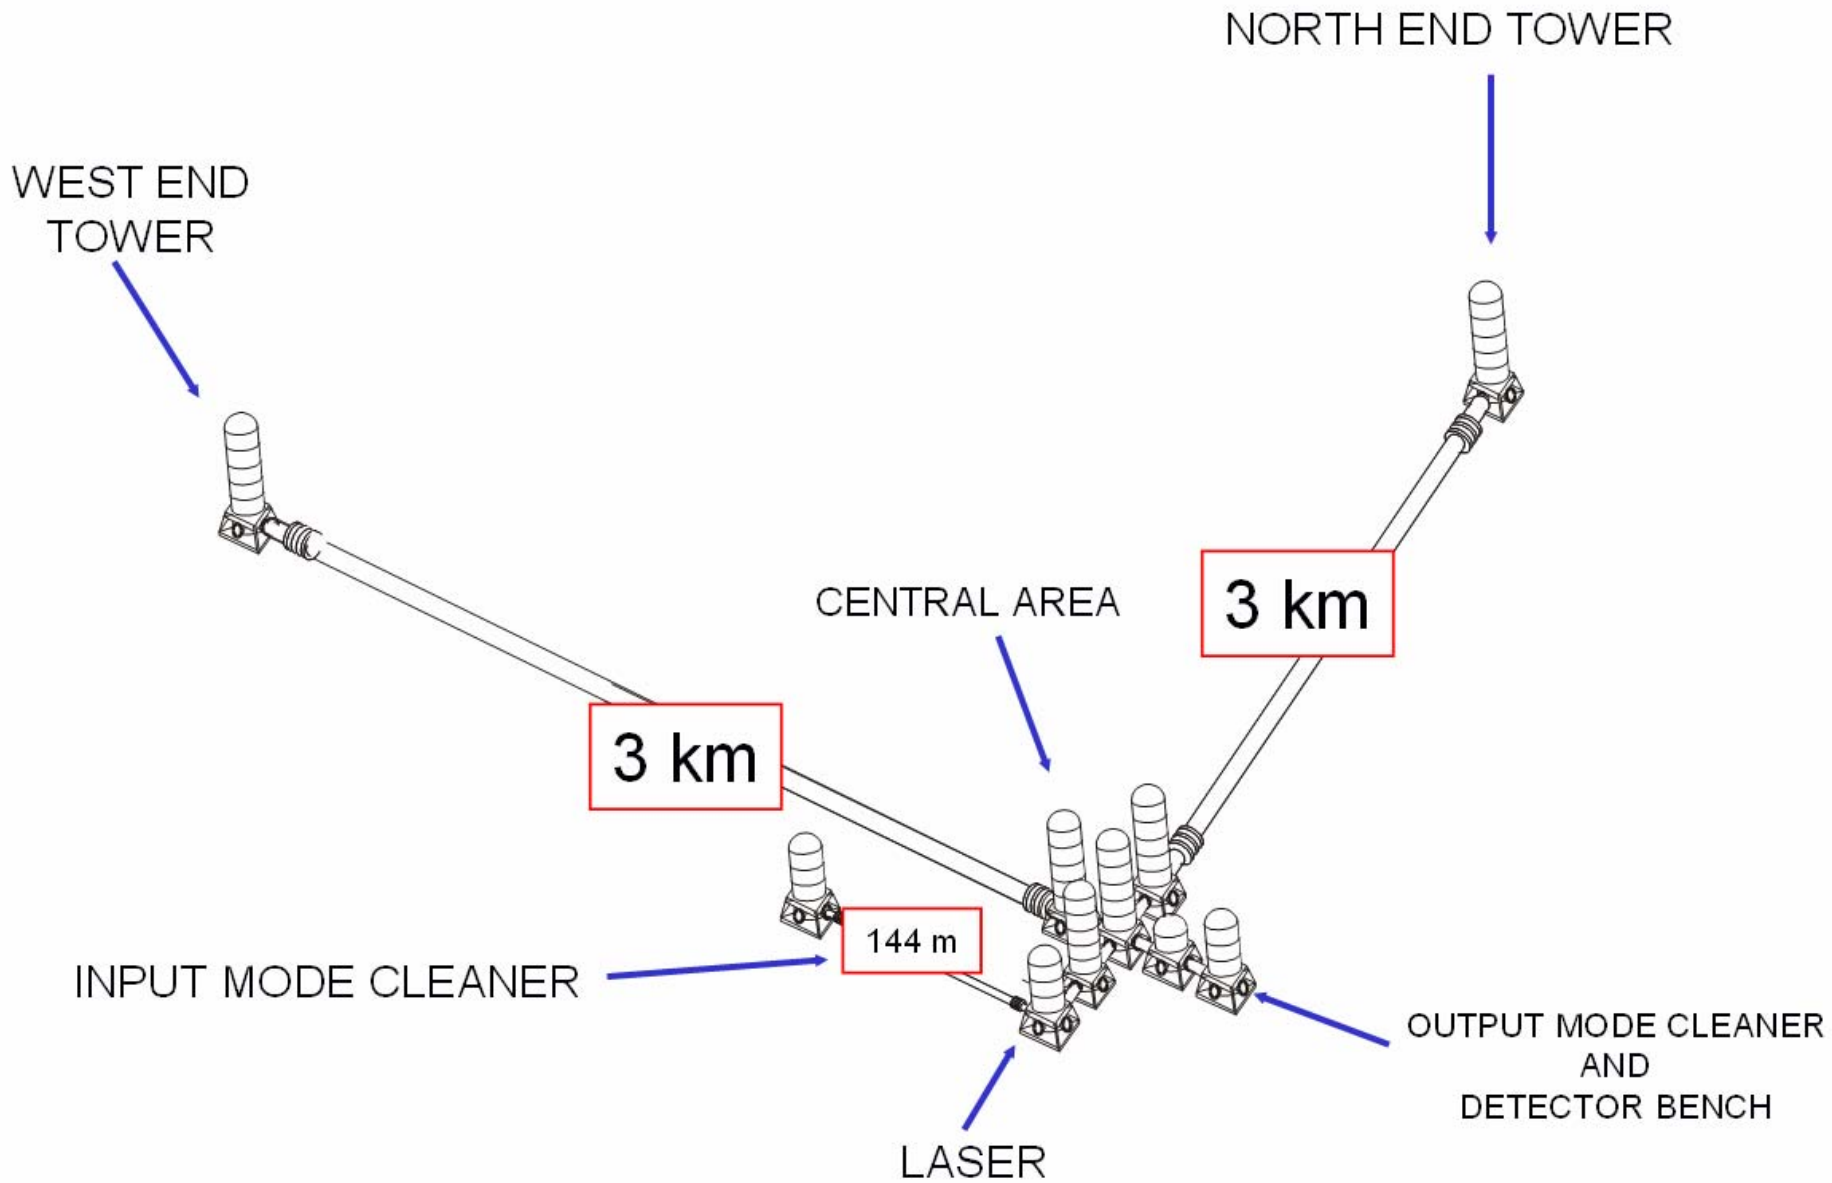 NORTH END TOWER
WEST END
TOWER
3 km
CENTRAL AREA
3 km
144 m
INPUT MODE CLEANER
OUTPUT MODE CLEANER
AND
DETECTOR BENCH
LASER